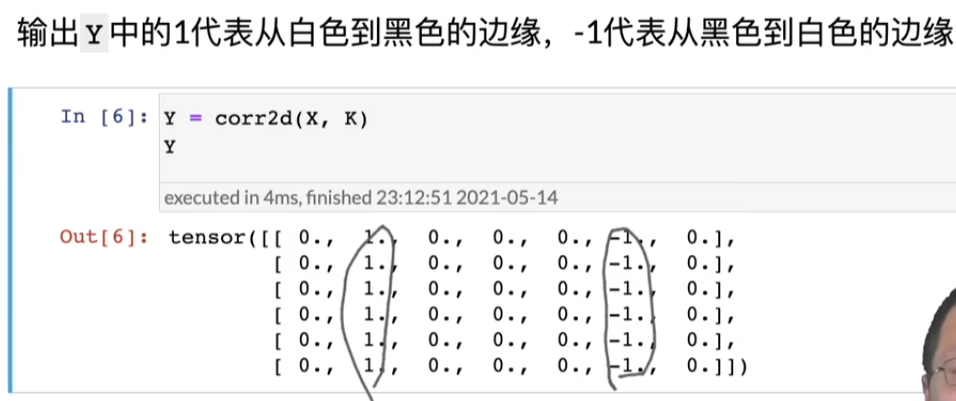 输出Y中的1代表从白色到黑色的边缘，-1代表从黑色到白色的边缘
In [6]: Y = corr2d(X, K)
Y
executed in 4ms, finished 23:12:51 2021-05-14
Out[6]: tensor([[ 0., 1., 0., 0., 0., -1., 0.],
[ 0., 1., 0., 0., 0., -1., 0.],
[ 0., 1., 0., 0., 0., -1., 0.],
[ 0., 1., 0., 0., 0., -1., 0.],
[ 0., 1., 0., 0., 0., -1., 0.],
[ 0., 1., 0., 0., 0., -1., 0.]])